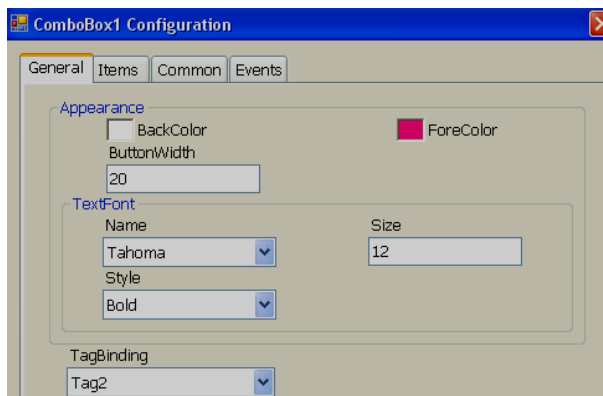 ComboBox1 Configuration
General Items Common Events
Appearance
BackColor ForeColor
ButtonWidth
20
TextFont
Name Size
Tahoma 12
Style
Bold
TagBinding
Tag2